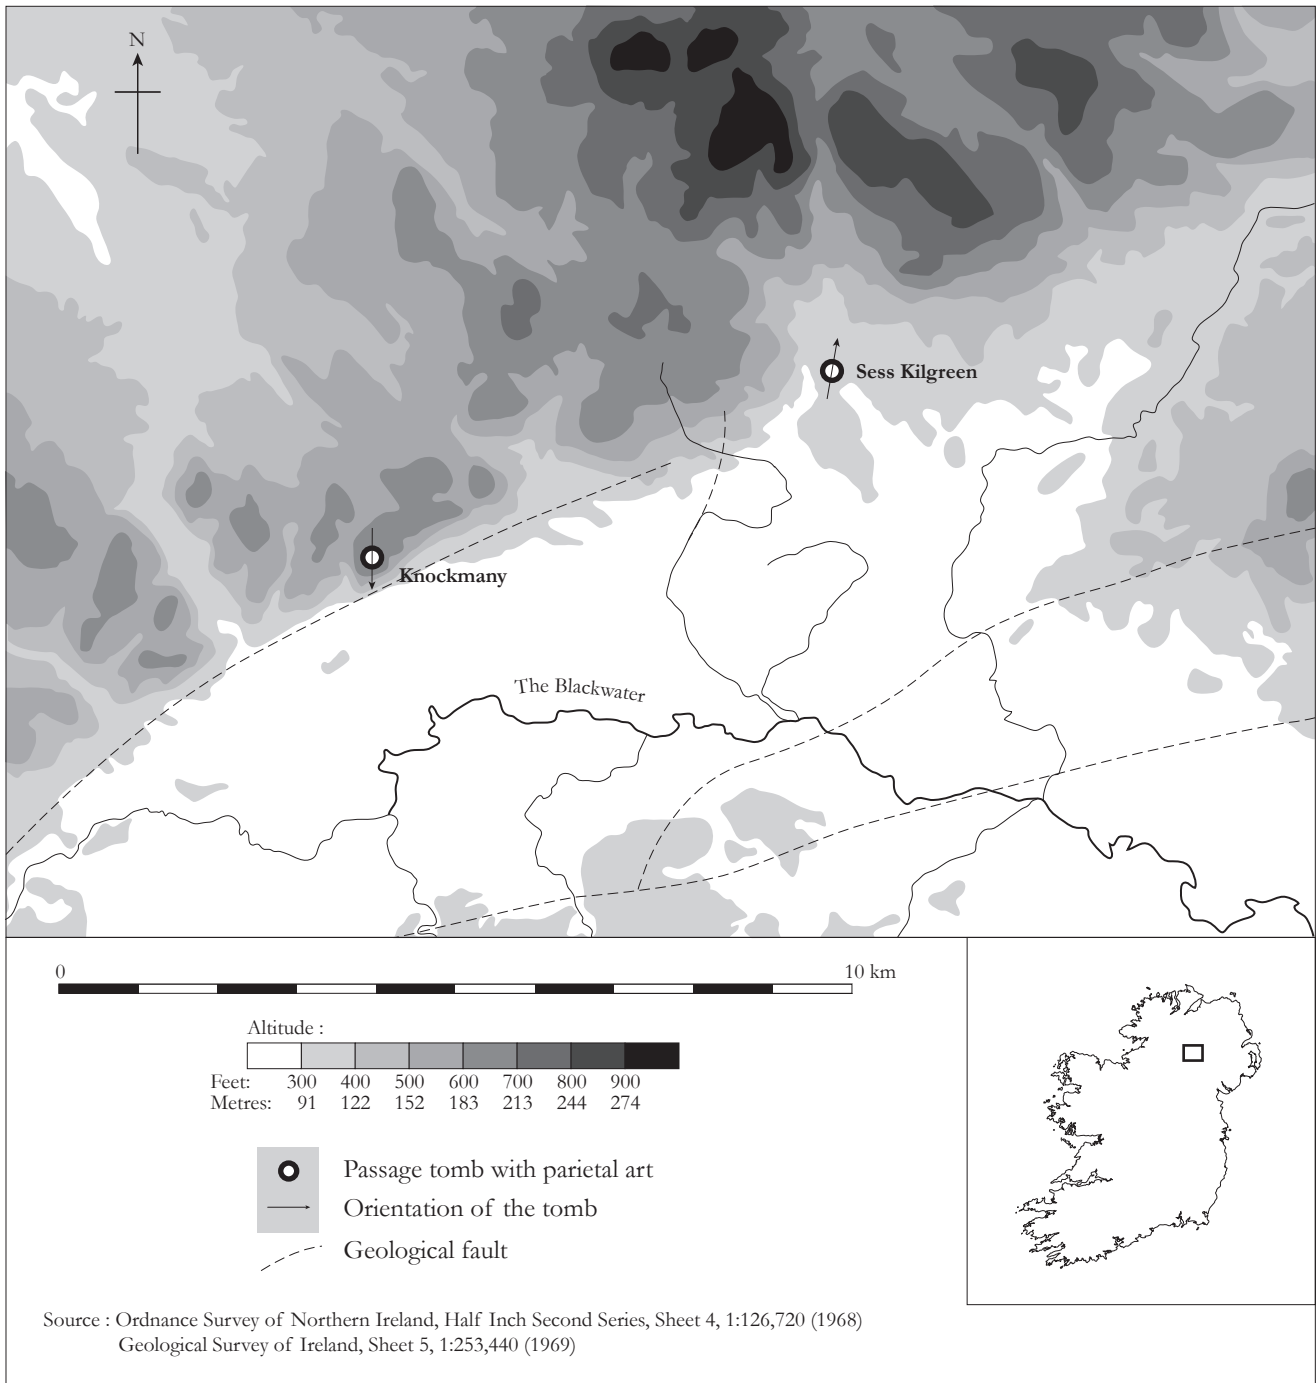 N
Sess Kilgreen
Knockmany
The Blackwater
0 10 km
Altitude :
Feet: 300 400 500 600 700 800 900
Metres: 91 122 152 183 213 244 274
Passage tomb with parietal art
Orientation of the tomb
Geological fault
Source : Ordnance Survey of Northern Ireland, Half Inch Second Series, Sheet 4, 1:126,720 (1968)
Geological Survey of Ireland, Sheet 5, 1:253,440 (1969)